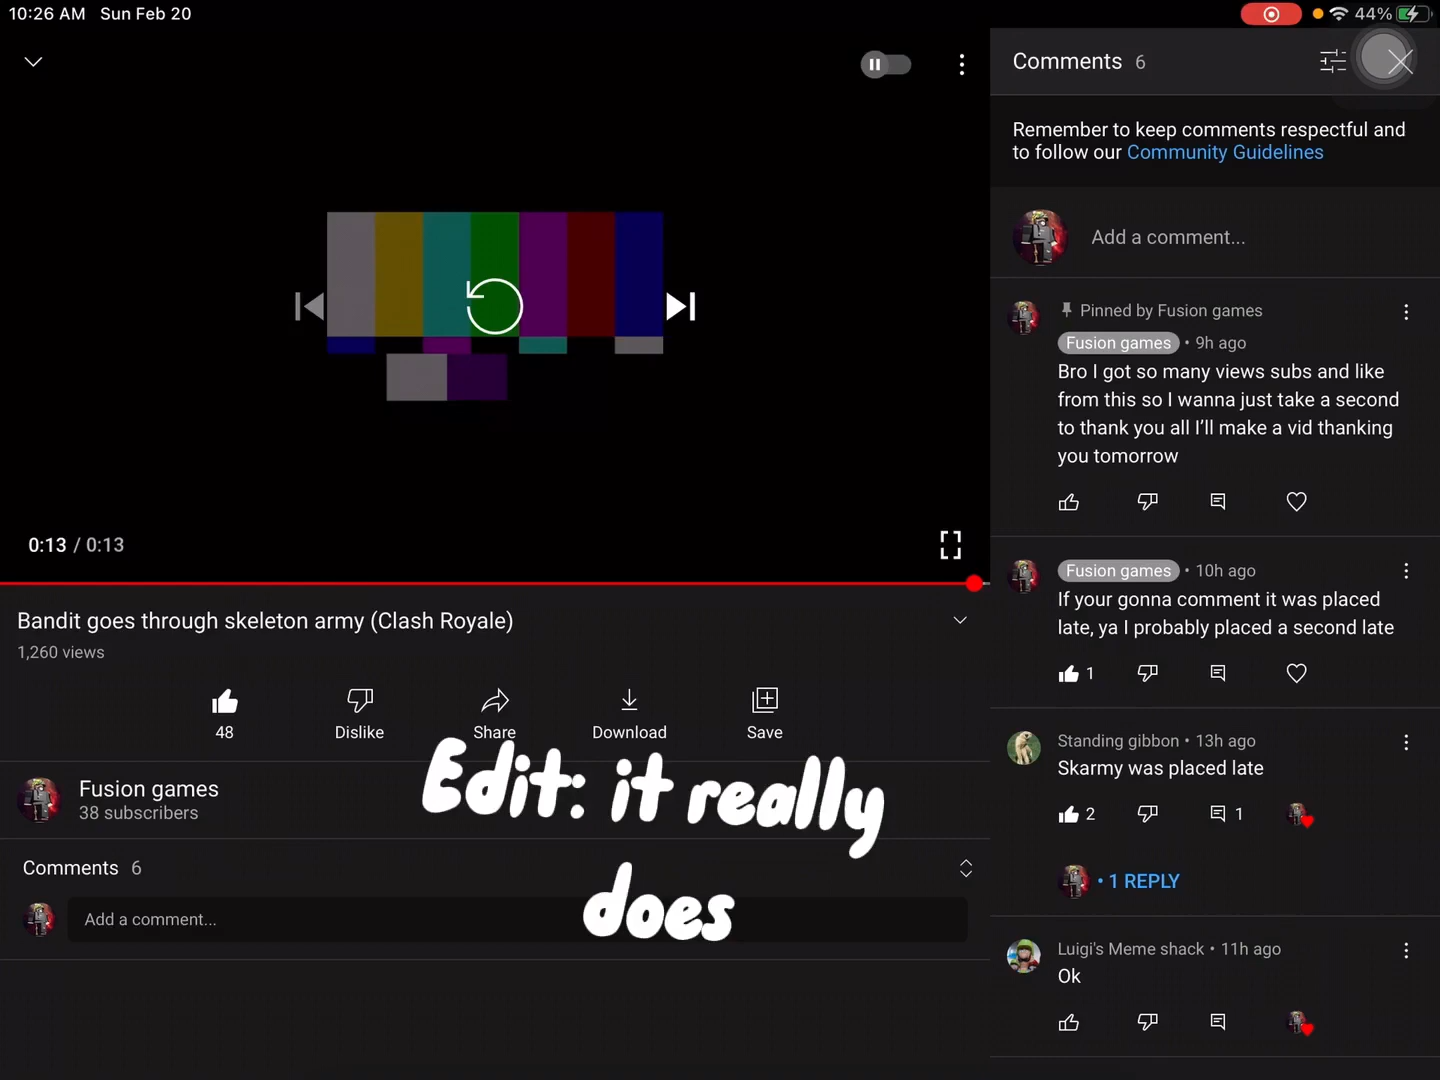 10:26 AM Sun Feb 20
44%
0:13 / 0:13
Bandit goes through skeleton army (Clash Royale)
1,260 views
48
Dislike
Share
Download
Save
Edit: it really
does
Fusion games
38 subscribers
Comments 6
Add a comment...
Comments 6
Remember to keep comments respectful and
to follow our Community Guidelines
Add a comment...
Pinned by Fusion games
Fusion games • 9h ago
Bro I got so many views subs and like
from this so I wanna just take a second
to thank you all I’ll make a vid thanking
you tomorrow
Fusion games • 10h ago
If your gonna comment it was placed
late, ya I probably placed a second late
1
Standing gibbon • 13h ago
Skarmy was placed late
2
1
• 1 REPLY
Luigi's Meme shack • 11h ago
Ok